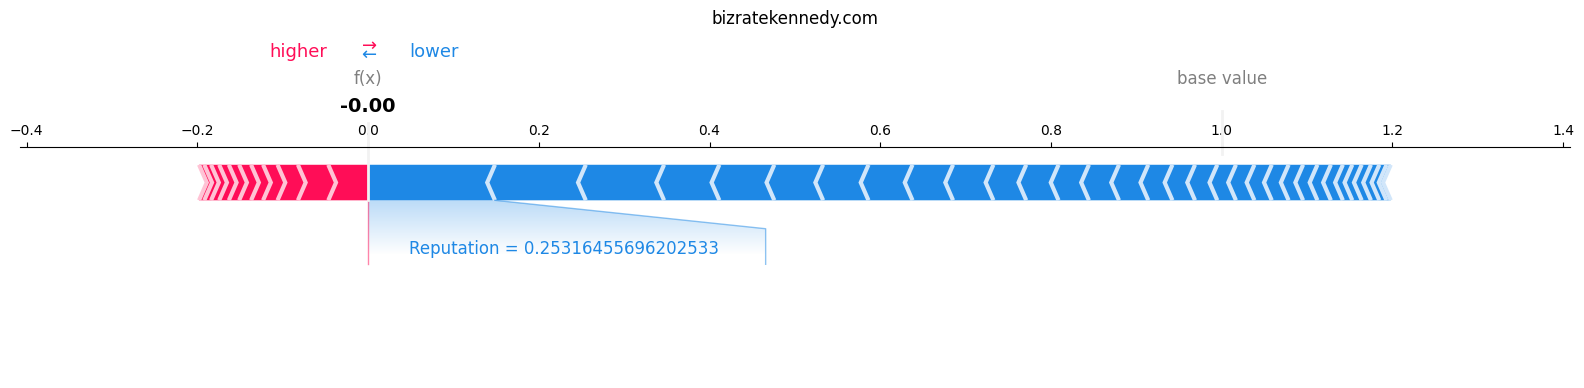 bizratekennedy.com
higher ⇄ lower
f(x) base value
-0.00
−0.4 −0.2 0.0 0.2 0.4 0.6 0.8 1.0 1.2 1.4
Reputation = 0.25316455696202533